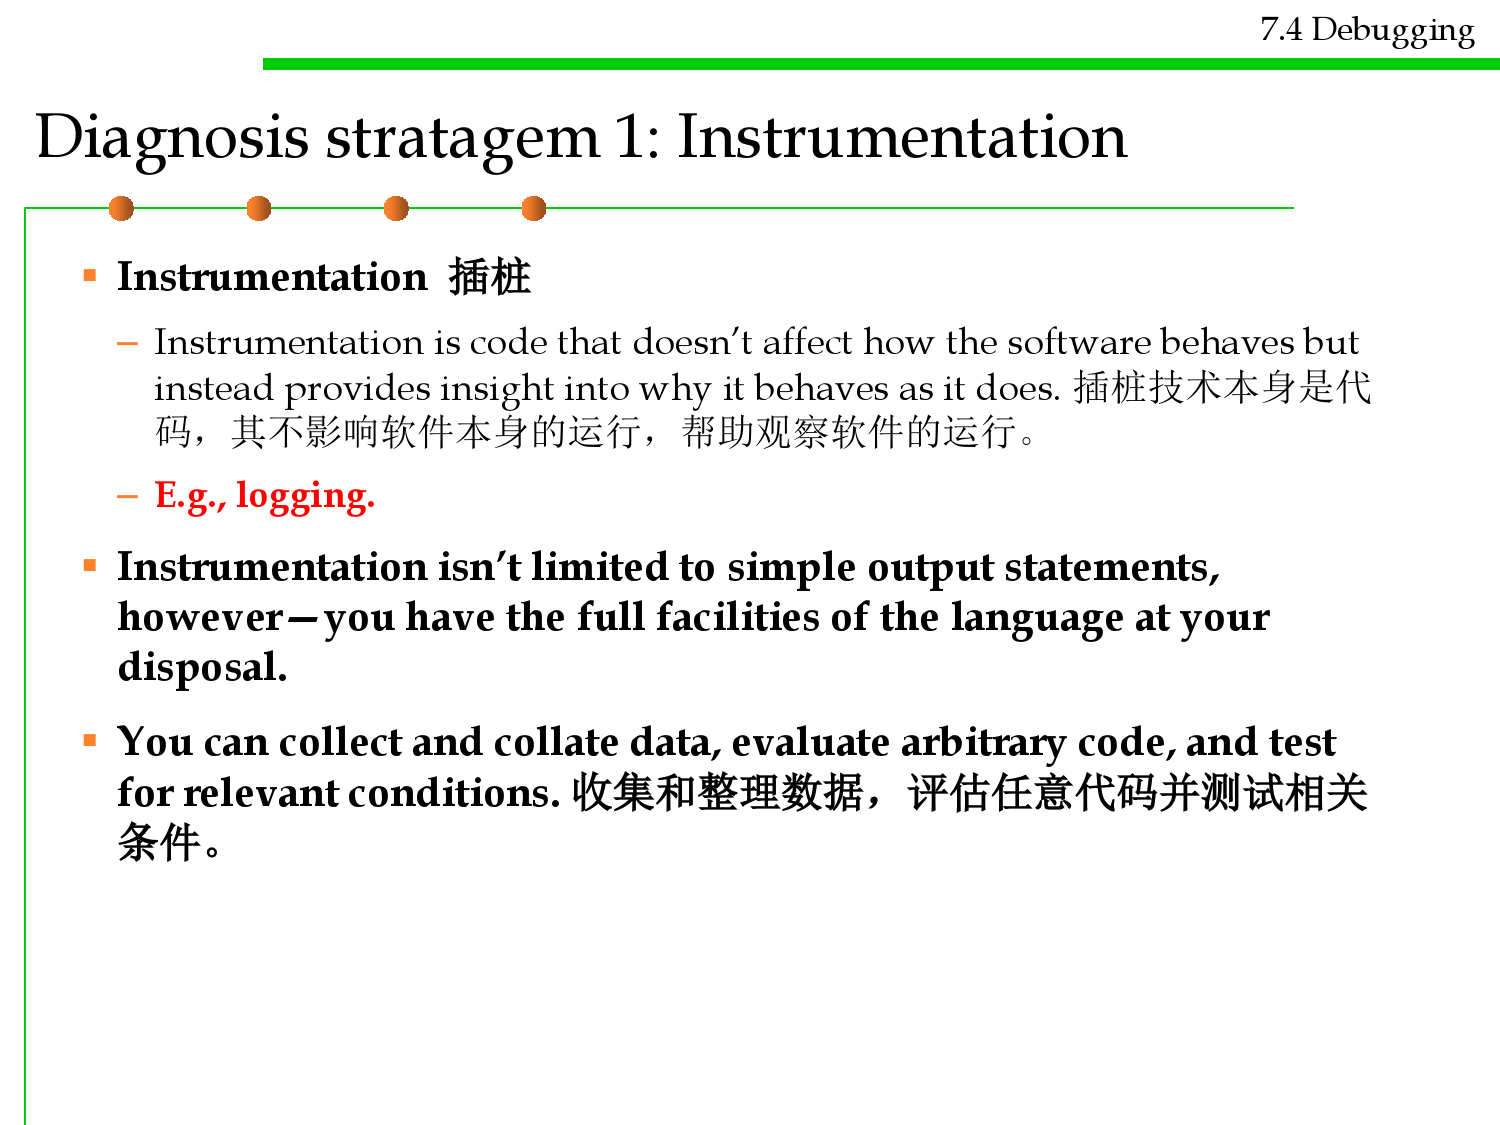 7.4 Debugging
Diagnosis stratagem 1: Instrumentation
Instrumentation 插桩
– Instrumentation is code that doesn’t affect how the software behaves but
instead provides insight into why it behaves as it does. 插桩技术本身是代
码，其不影响软件本身的运行，帮助观察软件的运行。
– E.g., logging.
Instrumentation isn’t limited to simple output statements,
however—you have the full facilities of the language at your
disposal.
You can collect and collate data, evaluate arbitrary code, and test
for relevant conditions. 收集和整理数据，评估任意代码并测试相关
条件。